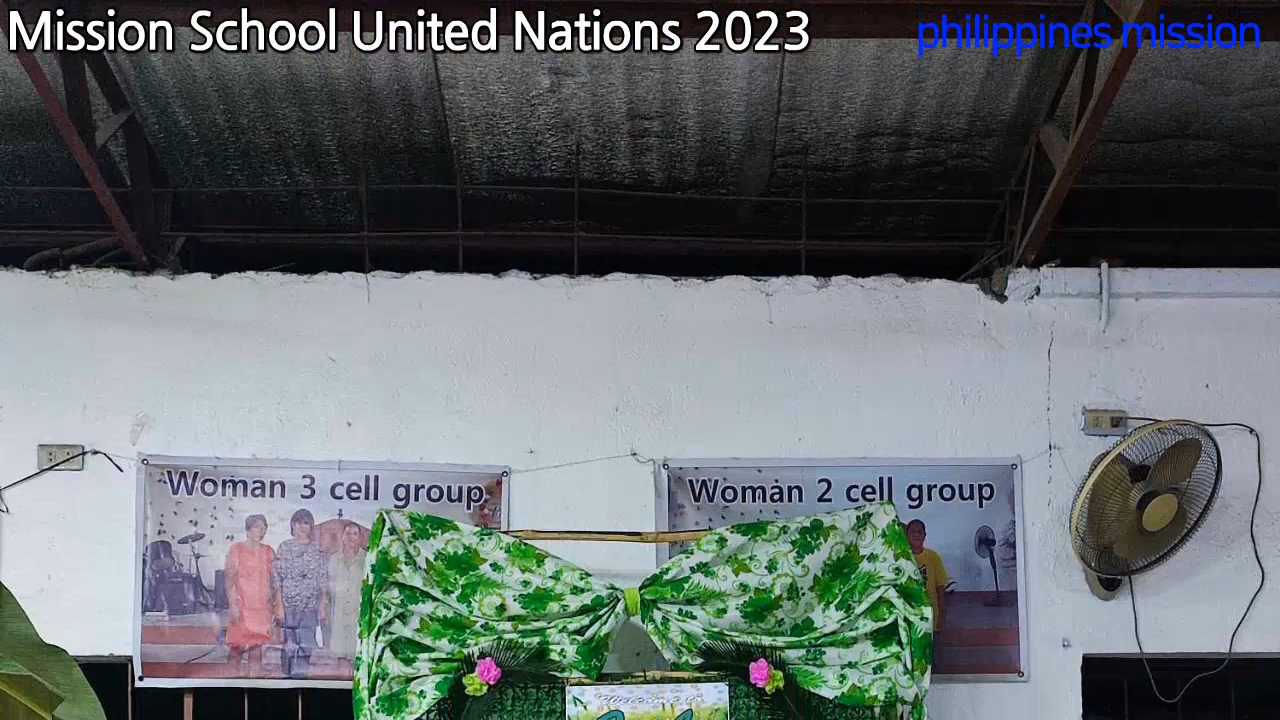 Mission School United Nations 2023
philippines mission
Woman 3 cell group
Woman 2 cell group